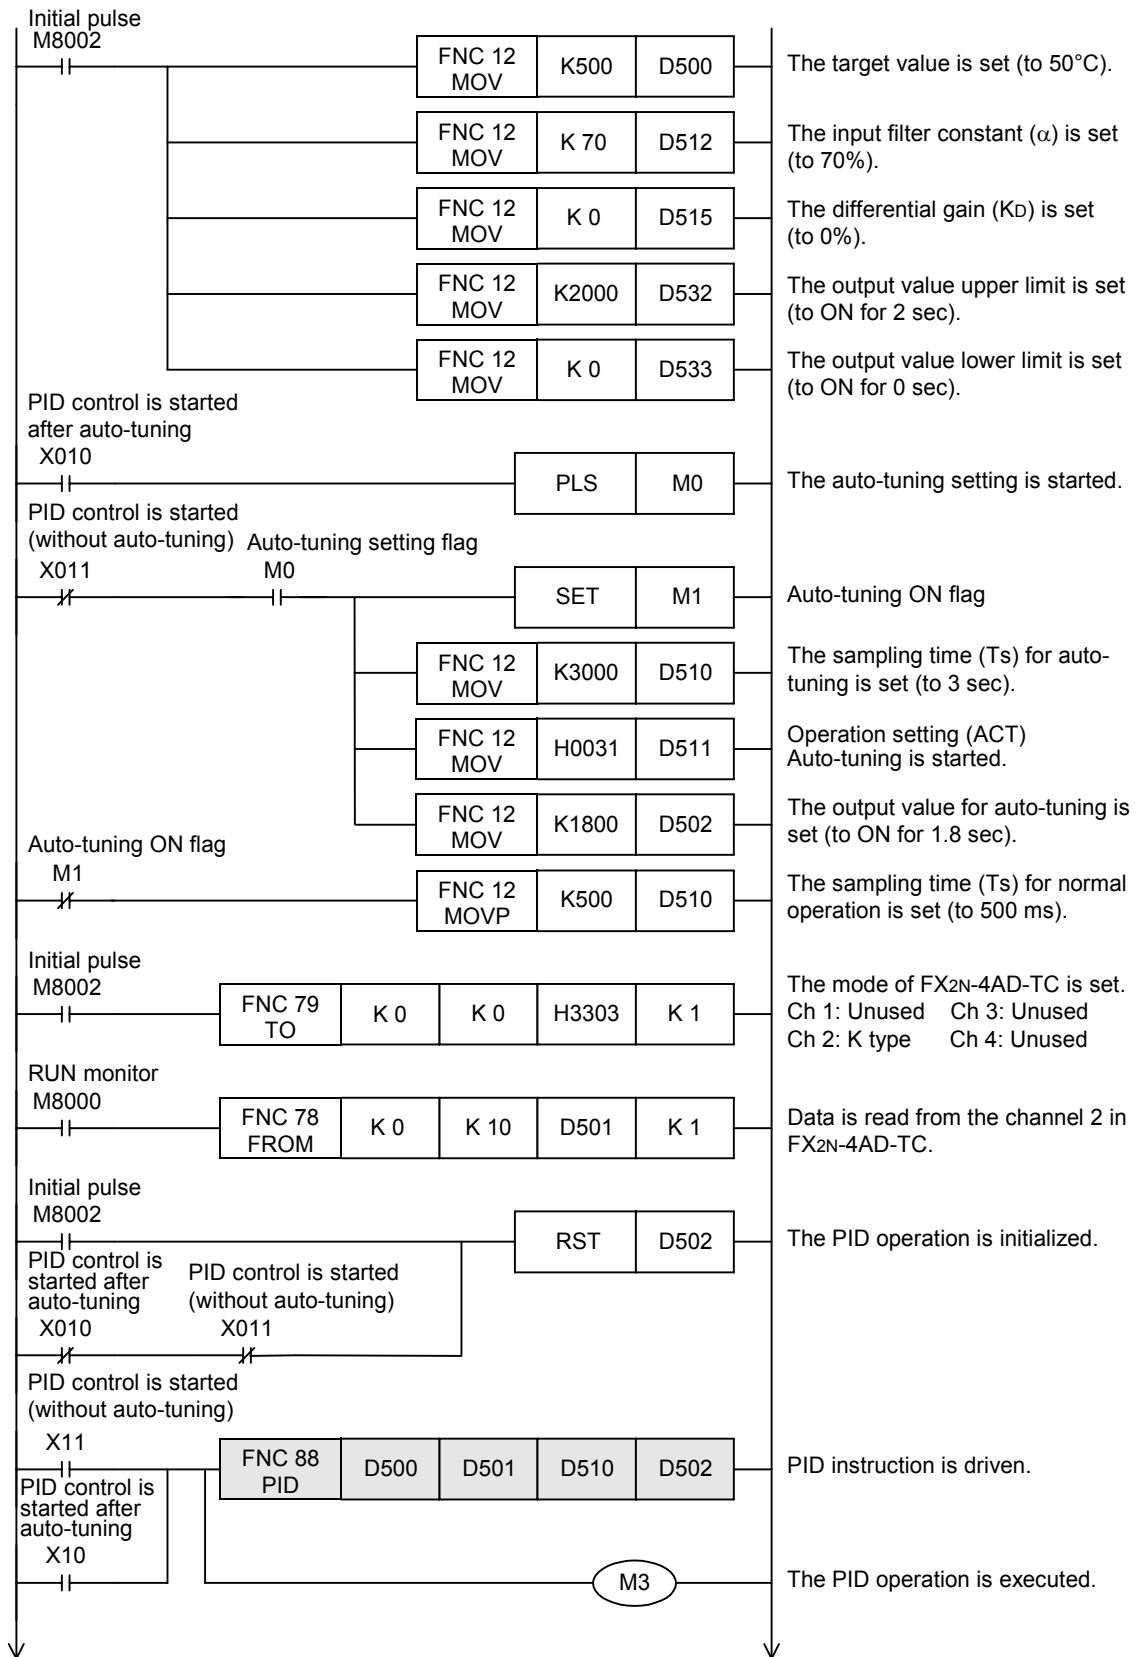 Initial pulse
M8002
FNC 12 MOV K500 D500
The target value is set (to 50°C).
FNC 12 MOV K 70 D512
The input filter constant (α) is set
(to 70%).
FNC 12 MOV K 0 D515
The differential gain (KD) is set
(to 0%).
FNC 12 MOV K2000 D532
The output value upper limit is set
(to ON for 2 sec).
FNC 12 MOV K 0 D533
The output value lower limit is set
(to ON for 0 sec).
PID control is started
after auto-tuning
X010
PLS M0
The auto-tuning setting is started.
PID control is started
(without auto-tuning)
X011
Auto-tuning setting flag
M0
SET M1
Auto-tuning ON flag
FNC 12 MOV K3000 D510
The sampling time (Ts) for auto-
tuning is set (to 3 sec).
FNC 12 MOV H0031 D511
Operation setting (ACT)
Auto-tuning is started.
FNC 12 MOV K1800 D502
The output value for auto-tuning is
set (to ON for 1.8 sec).
Auto-tuning ON flag
M1
FNC 12 MOVP K500 D510
The sampling time (Ts) for normal
operation is set (to 500 ms).
Initial pulse
M8002
FNC 79 TO K 0 K 0 H3303 K 1
The mode of FX2N-4AD-TC is set.
Ch 1: Unused Ch 3: Unused
Ch 2: K type Ch 4: Unused
RUN monitor
M8000
FNC 78 FROM K 0 K 10 D501 K 1
Data is read from the channel 2 in
FX2N-4AD-TC.
Initial pulse
M8002
RST D502
The PID operation is initialized.
PID control is
started after
auto-tuning
X010
PID control is started
(without auto-tuning)
X011
PID control is started
(without auto-tuning)
X11
FNC 88 PID D500 D501 D510 D502
PID instruction is driven.
PID control is
started after
auto-tuning
X10
M3
The PID operation is executed.